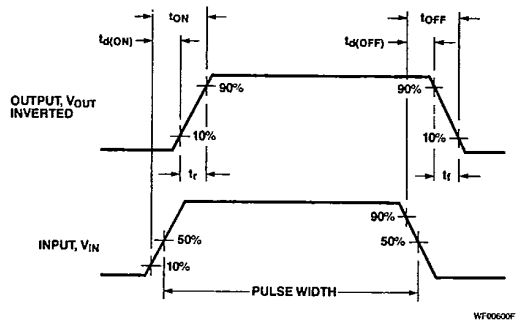 tON
tOFF
td(ON)
td(OFF)
OUTPUT, VOUT
INVERTED
90%
90%
10%
10%
tr
tf
INPUT, VIN
90%
50%
50%
10%
PULSE WIDTH
WF00600F